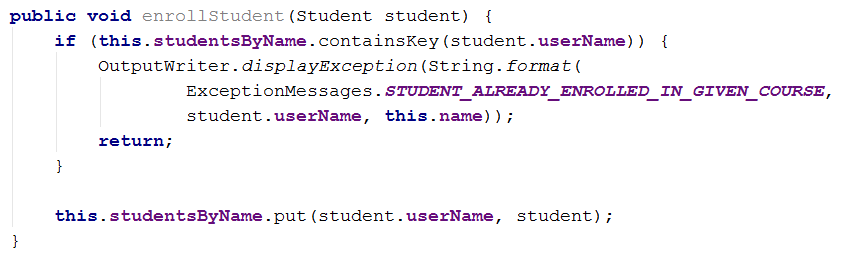 public void enrollStudent(Student student) {
    if (this.studentsByName.containsKey(student.userName)) {
        OutputWriter.displayException(String.format(
                ExceptionMessages.STUDENT_ALREADY_ENROLLED_IN_GIVEN_COURSE,
                student.userName, this.name));
        return;
    }

    this.studentsByName.put(student.userName, student);
}